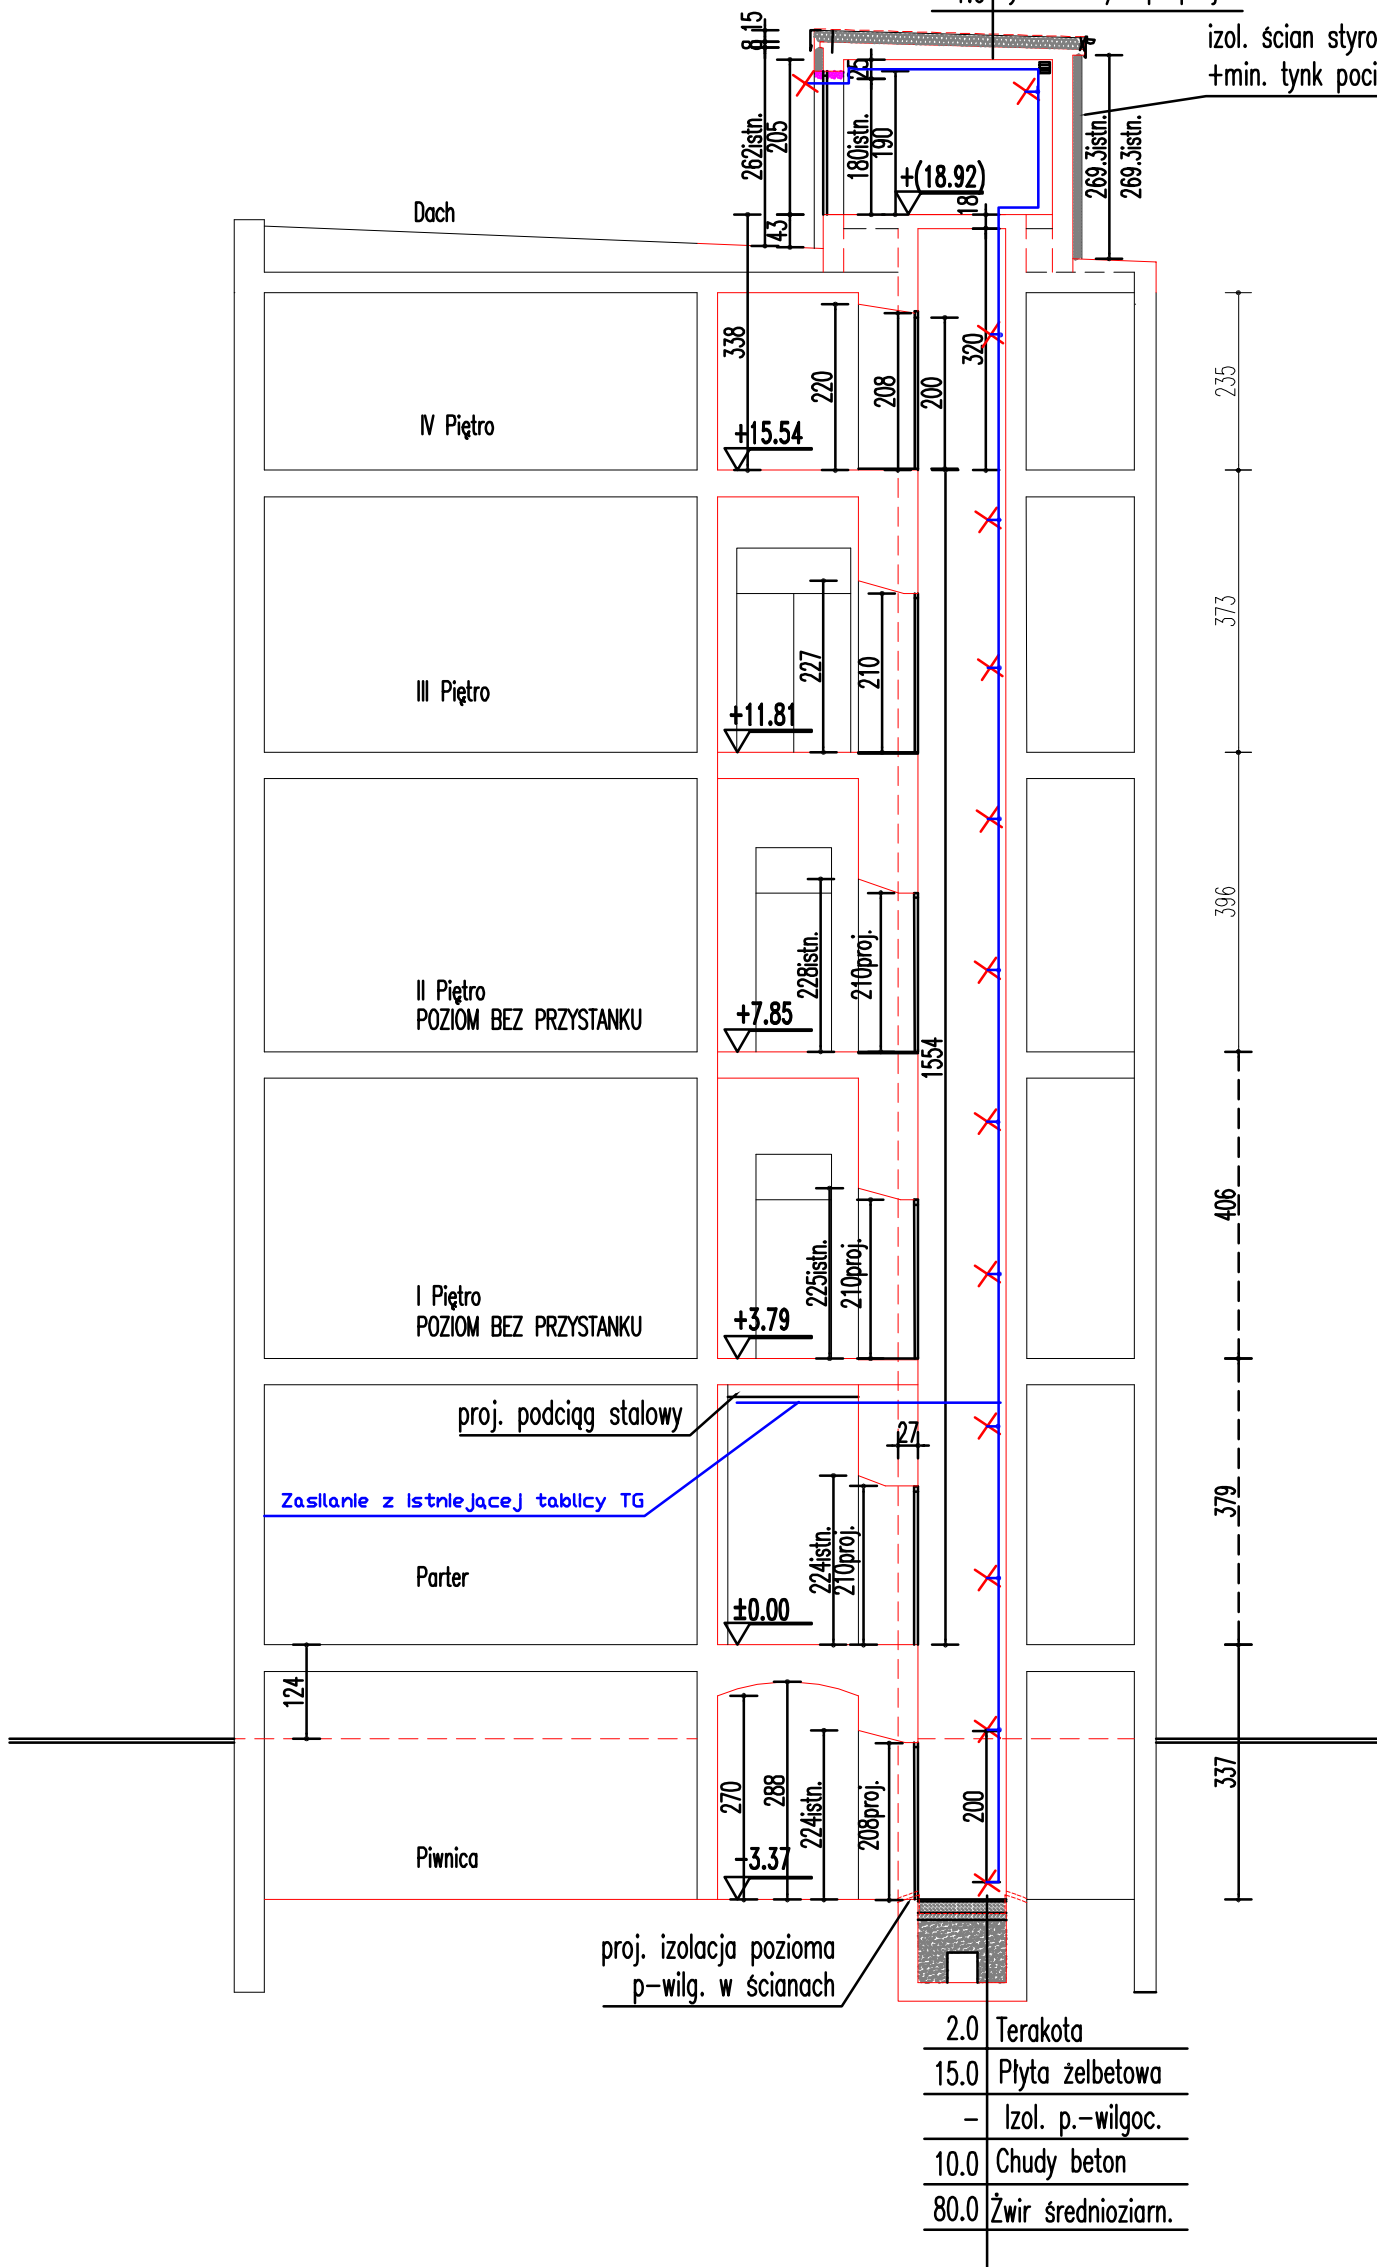 izol. ścian styro
+min. tynk poci
15
8
262istn.
205
43
25
180istn.
190
+(18.92)
18
269.3istn.
269.3istn.
Dach
338
220
208
200
320
235
IV Piętro
+15.54
373
227
210
III Piętro
+11.81
396
228istn.
210proj.
II Piętro
POZIOM BEZ PRZYSTANKU
+7.85
1554
406
225istn.
210proj.
I Piętro
POZIOM BEZ PRZYSTANKU
+3.79
proj. podciąg stalowy
27
Zasilanie z istniejącej tablicy TG
379
224istn.
210proj.
Parter
±0.00
124
270
288
224istn.
208proj.
200
337
Piwnica
-3.37
proj. izolacja pozioma
p-wilg. w ścianach
2.0 Terakota
15.0 Płyta żelbetowa
- Izol. p.-wilgoc.
10.0 Chudy beton
80.0 Żwir średnioziarn.